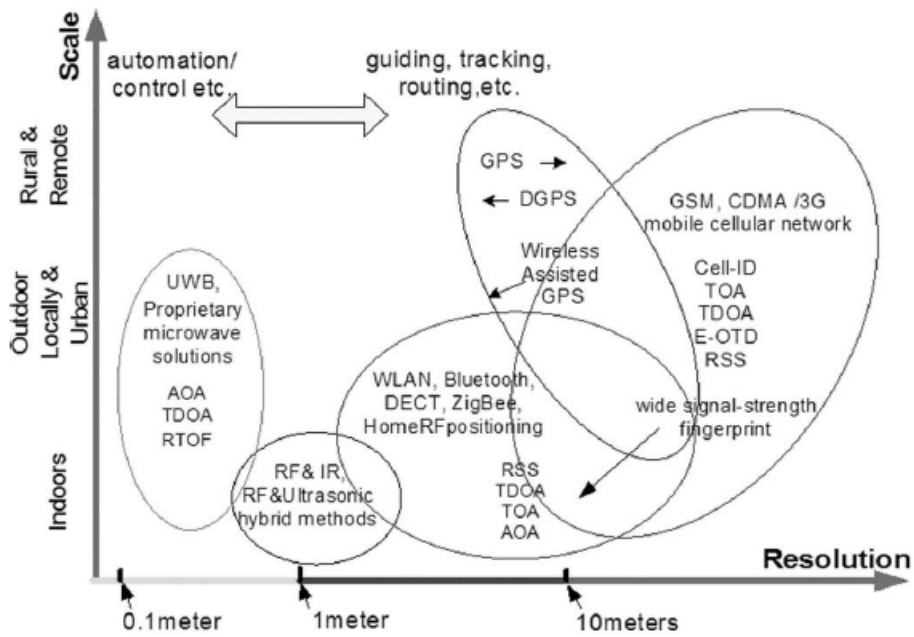 Scale
Rural &
Remote
Outdoor
Locally &
Urban
Indoors
automation/
control etc.
guiding, tracking,
routing,etc.
GPS
DGPS
Wireless
Assisted
GPS
GSM, CDMA /3G
mobile cellular network
Cell-ID
TOA
TDOA
E-OTD
RSS
UWB,
Proprietary
microwave
solutions
AOA
TDOA
RTOF
WLAN, Bluetooth,
DECT, ZigBee,
HomeRFpositioning
wide signal-strength
fingerprint
RSS
TDOA
TOA
AOA
RF& IR,
RF&Ultrasonic
hybrid methods
Resolution
0.1meter
1meter
10meters